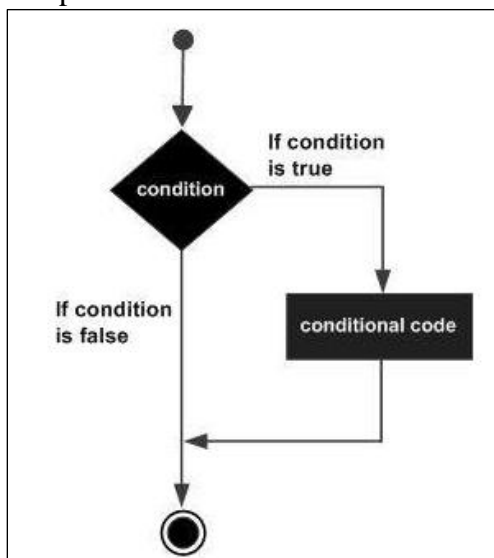 If condition
is true
condition
If condition
is false
conditional code